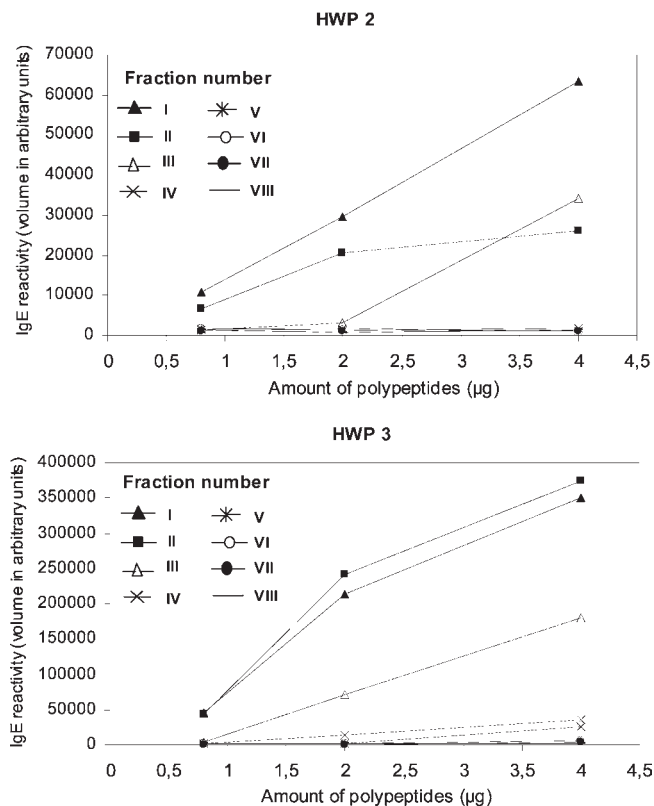 HWP 2
IgE reactivity (volume in arbitrary units)
70000
60000
50000
40000
30000
20000
10000
0
Fraction number
I V
II VI
III VII
IV VIII
0 0,5 1 1,5 2 2,5 3 3,5 4 4,5
Amount of polypeptides (µg)
HWP 3
IgE reactivity (volume in arbitrary units)
400000
350000
300000
250000
200000
150000
100000
50000
0
Fraction number
I V
II VI
III VII
IV VIII
0 0,5 1 1,5 2 2,5 3 3,5 4 4,5
Amount of polypeptides (µg)